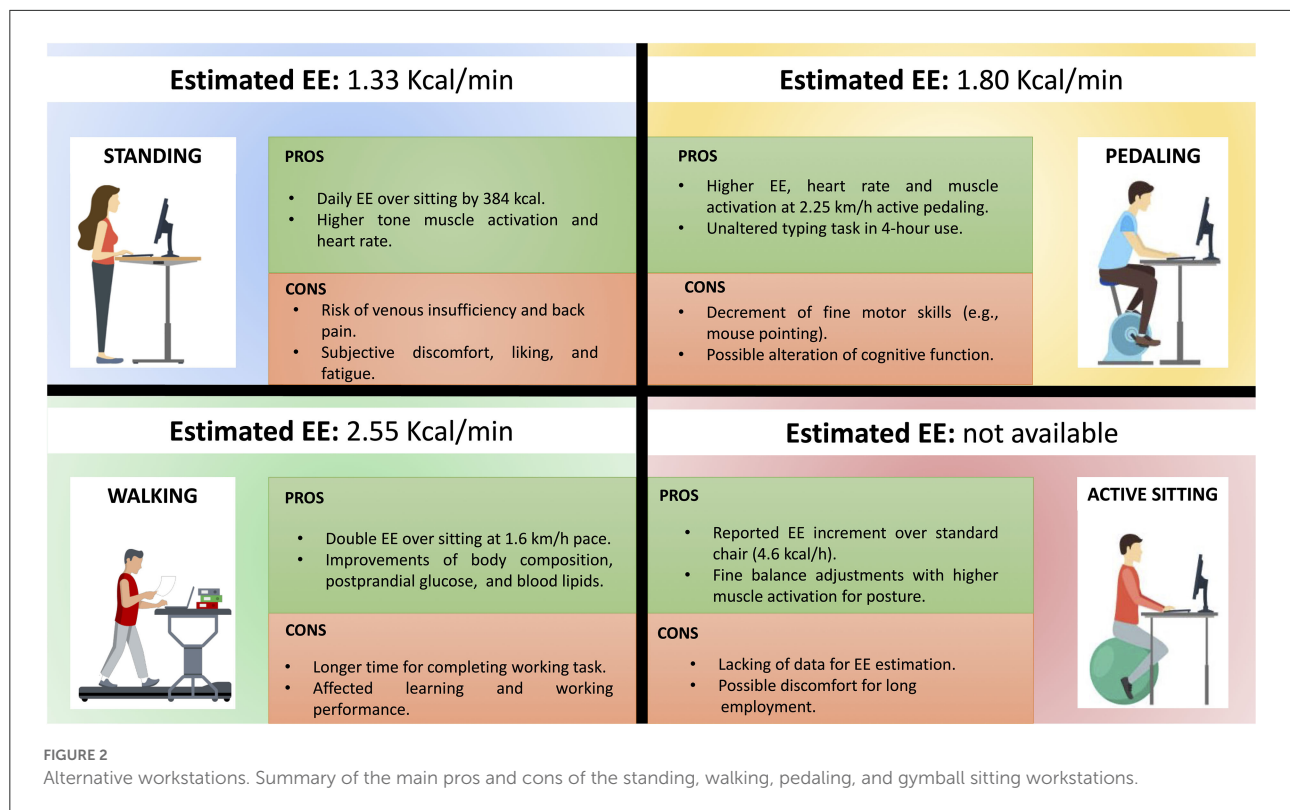 Estimated EE: 1.33 Kcal/min
STANDING
PROS
• Daily EE over sitting by 384 kcal.
• Higher tone muscle activation and
heart rate.
CONS
• Risk of venous insufficiency and back
pain.
• Subjective discomfort, liking, and
fatigue.
Estimated EE: 1.80 Kcal/min
PROS
• Higher EE, heart rate and muscle
activation at 2.25 km/h active pedaling.
• Unaltered typing task in 4-hour use.
CONS
• Decrement of fine motor skills (e.g.,
mouse pointing).
• Possible alteration of cognitive function.
PEDALING
Estimated EE: 2.55 Kcal/min
WALKING
PROS
• Double EE over sitting at 1.6 km/h pace.
• Improvements of body composition,
postprandial glucose, and blood lipids.
CONS
• Longer time for completing working task.
• Affected learning and working
performance.
Estimated EE: not available
PROS
• Reported EE increment over standard
chair (4.6 kcal/h).
• Fine balance adjustments with higher
muscle activation for posture.
CONS
• Lacking of data for EE estimation.
• Possible discomfort for long
employment.
ACTIVE SITTING
FIGURE 2
Alternative workstations. Summary of the main pros and cons of the standing, walking, pedaling, and gymball sitting workstations.